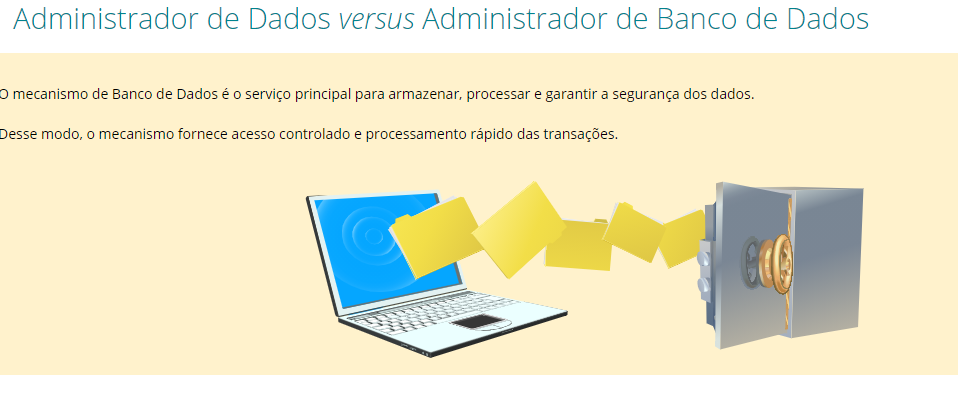 Administrador de Dados versus Administrador de Banco de Dados
O mecanismo de Banco de Dados é o serviço principal para armazenar, processar e garantir a segurança dos dados.
Desse modo, o mecanismo fornece acesso controlado e processamento rápido das transações.